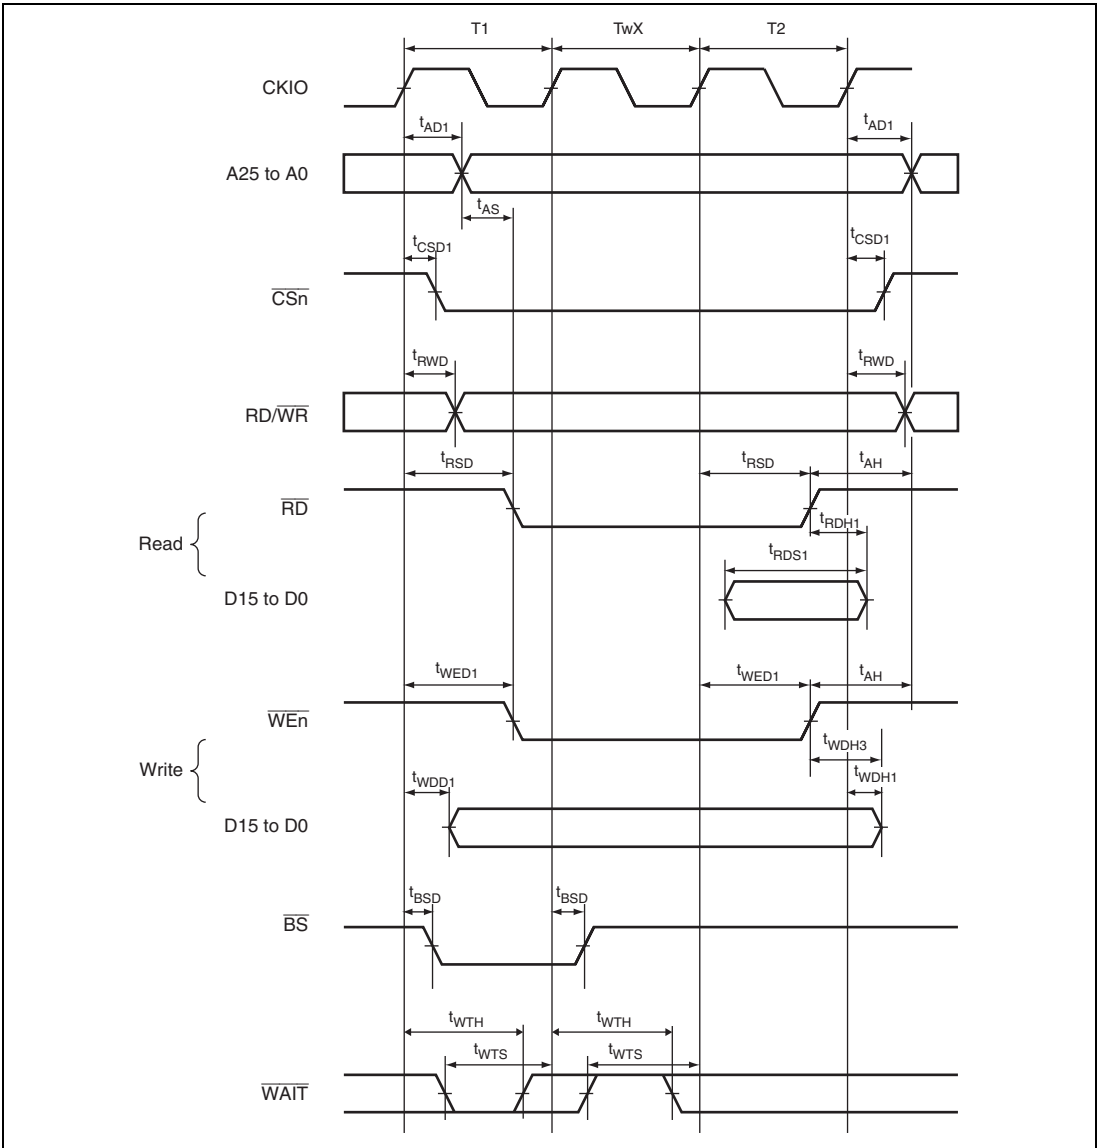 T1 TwX T2
CKIO
tAD1 tAD1
A25 to A0
tAS
tCSD1 tCSD1
CSn
tRWD tRWD
RD/WR
tRSD tRSD tAH
RD
tRDH1
Read
tRDS1
D15 to D0
tWED1 tWED1 tAH
WEn
tWDH3
Write
tWDD1 tWDH1
D15 to D0
tBSD tBSD
BS
tWTH tWTH
tWTS tWTS
WAIT